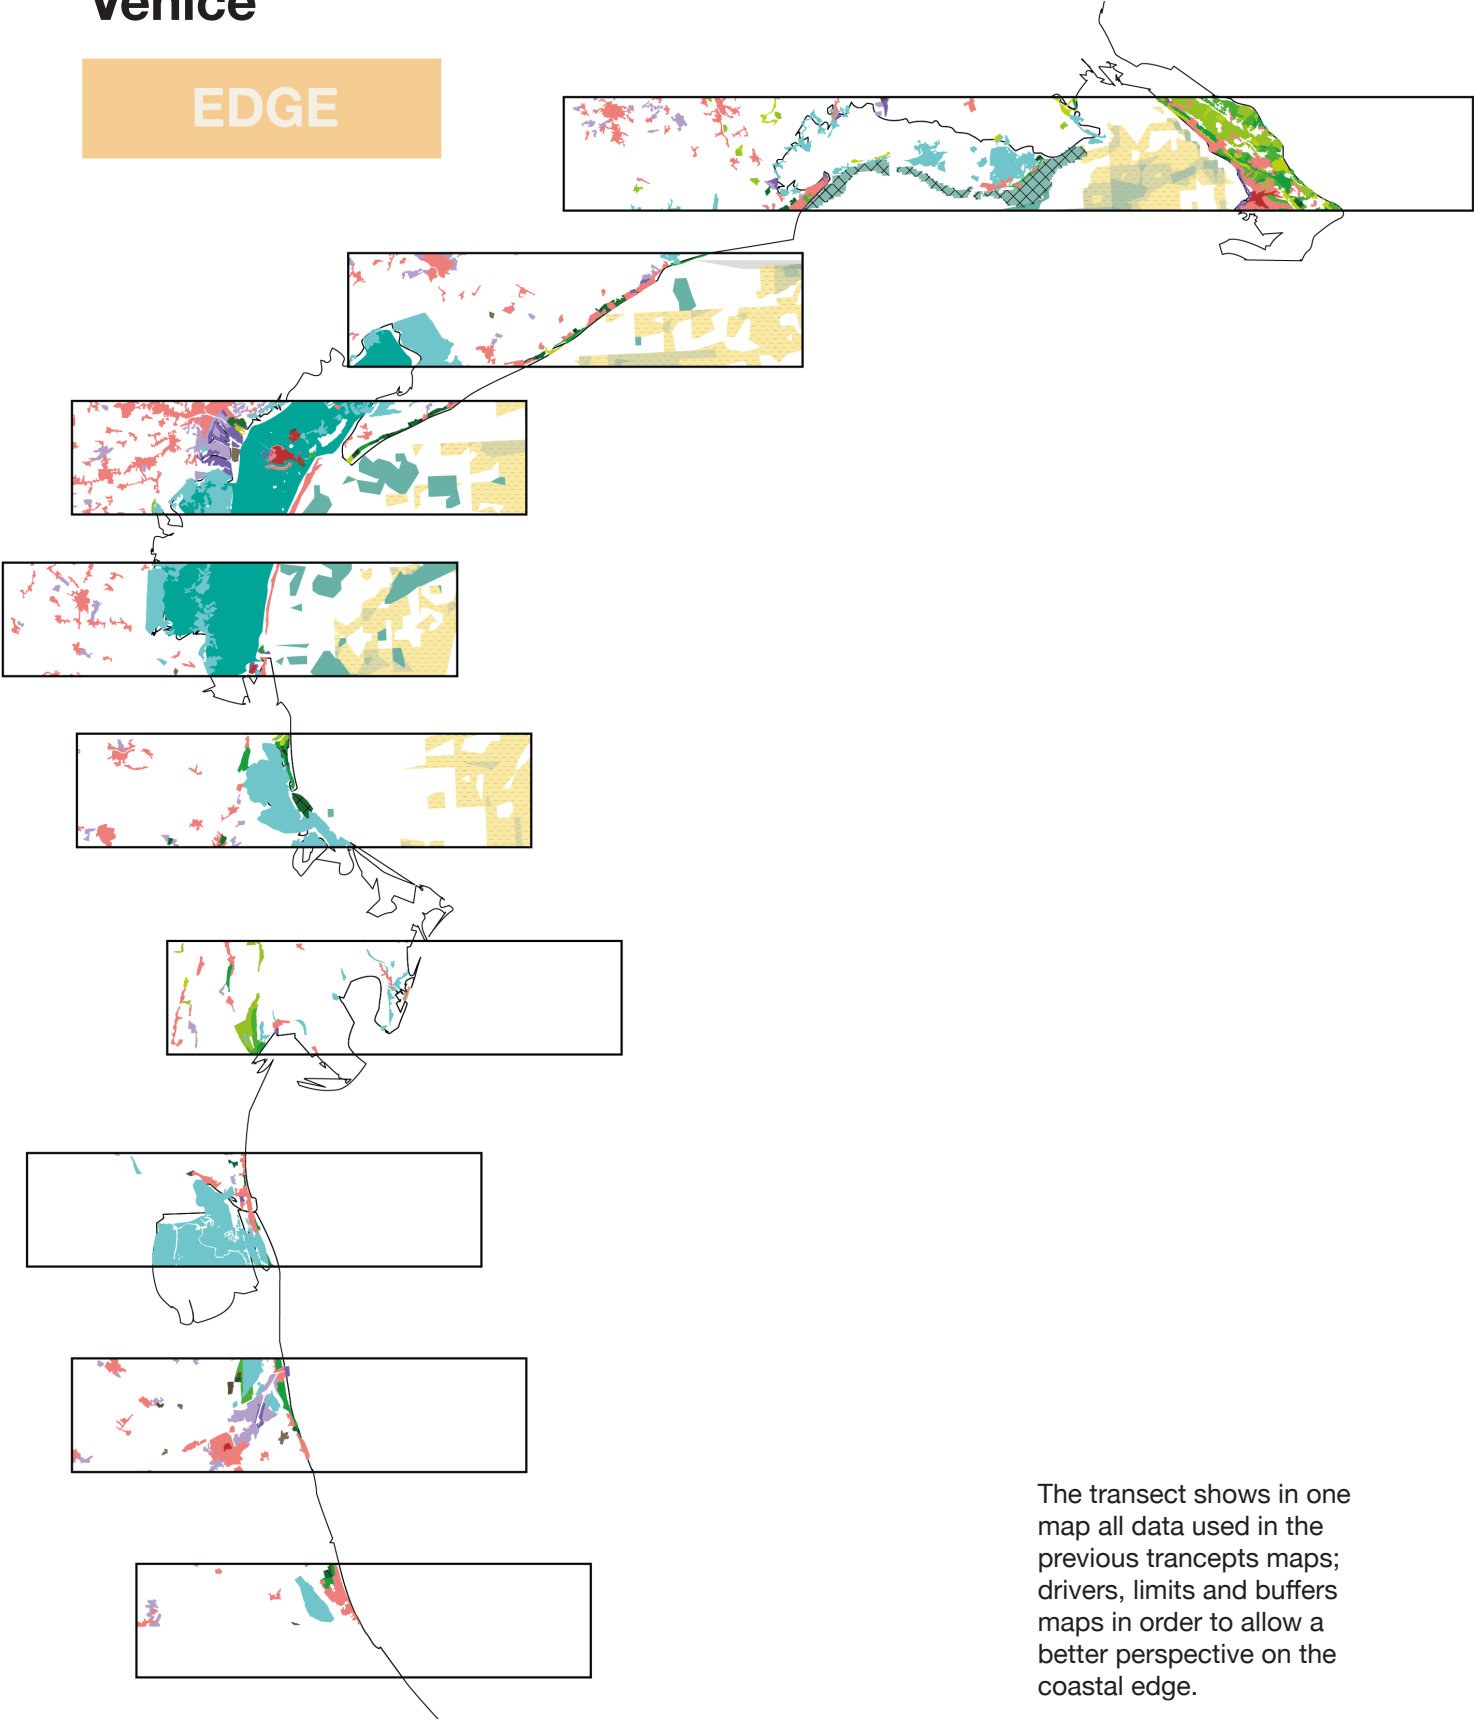 Venice
EDGE
The transect shows in one
map all data used in the
previous trancepts maps;
drivers, limits and buffers
maps in order to allow a
better perspective on the
coastal edge.